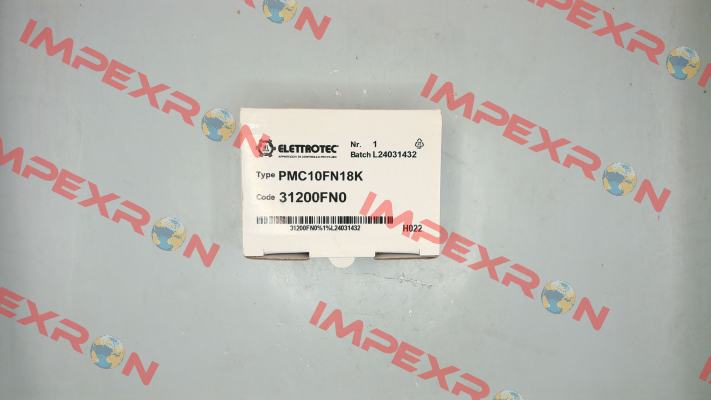 ELETTROTEC
Nr. 1
Batch L24031432
Type PMC10FN18K
Code 31200FN0
31200FN0%1%L24031432
H022
IMPEXRON
IMPEXRON
IMPEXRON
IMPEXRON
IMPEXRON
IMPEXRON
IMPEXRON